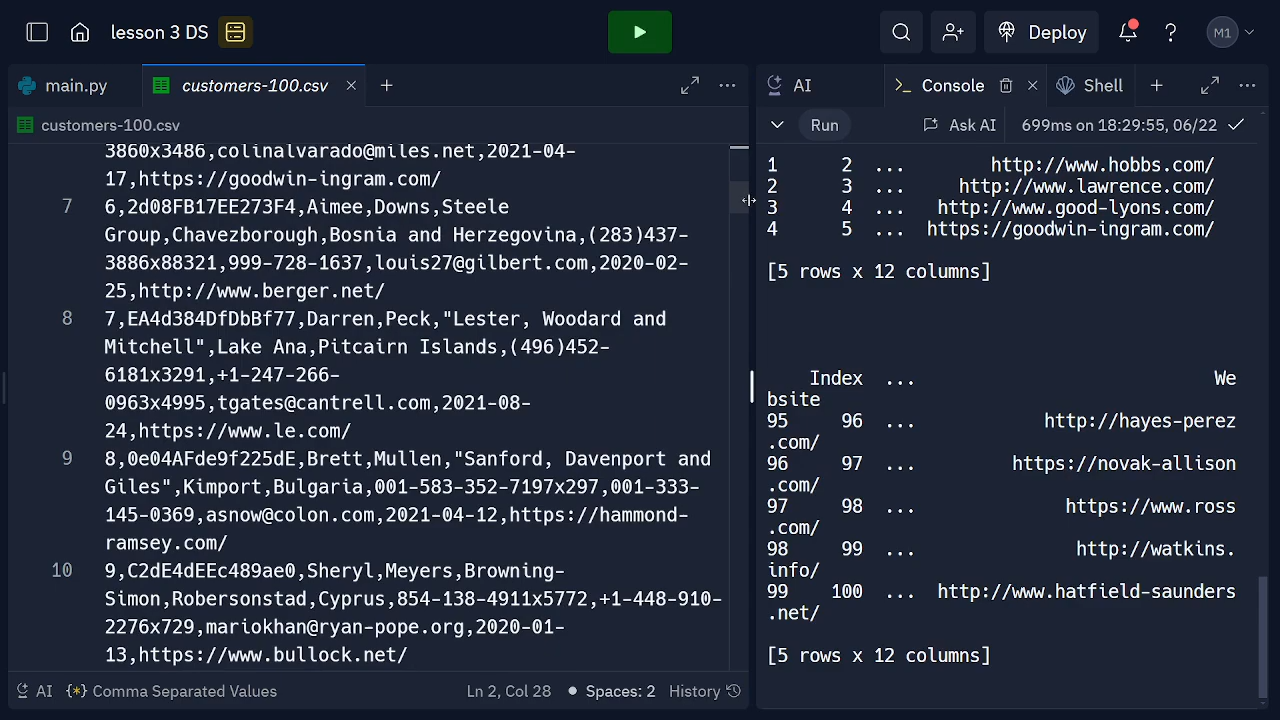 lesson 3 DS
Deploy
M1
main.py
customers-100.csv
AI
Console
Shell
customers-100.csv
Run
Ask AI
699ms on 18:29:55, 06/22
3860x3486,colinalvarado@miles.net,2021-04-
17,https://goodwin-ingram.com/
7 6,2d08FB17EE273F4,Aimee,Downs,Steele
Group,Chavezborough,Bosnia and Herzegovina,(283)437-
3886x88321,999-728-1637,louis27@gilbert.com,2020-02-
25,http://www.berger.net/
8 7,EA4d384DfDbBf77,Darren,Peck,"Lester, Woodard and
Mitchell",Lake Ana,Pitcairn Islands,(496)452-
6181x3291,+1-247-266-
0963x4995,tgates@cantrell.com,2021-08-
24,https://www.le.com/
9 8,0e04AFde9f225dE,Brett,Mullen,"Sanford, Davenport and
Giles",Kimport,Bulgaria,001-583-352-7197x297,001-333-
145-0369,asnow@colon.com,2021-04-12,https://hammond-
ramsey.com/
10 9,C2dE4dEEc489ae0,Sheryl,Meyers,Browning-
Simon,Robersonstad,Cyprus,854-138-4911x5772,+1-448-910-
2276x729,mariokhan@ryan-pope.org,2020-01-
13,https://www.bullock.net/
1 2 ... http://www.hobbs.com/
2 3 ... http://www.lawrence.com/
3 4 ... http://www.good-lyons.com/
4 5 ... https://goodwin-ingram.com/
[5 rows x 12 columns]
Index ... We
bsite
95 96 ... http://hayes-perez
.com/
96 97 ... https://novak-allison
.com/
97 98 ... https://www.ross
.com/
98 99 ... http://watkins.
info/
99 100 ... http://www.hatfield-saunders
.net/
[5 rows x 12 columns]
AI
{*} Comma Separated Values
Ln 2, Col 28
Spaces: 2
History